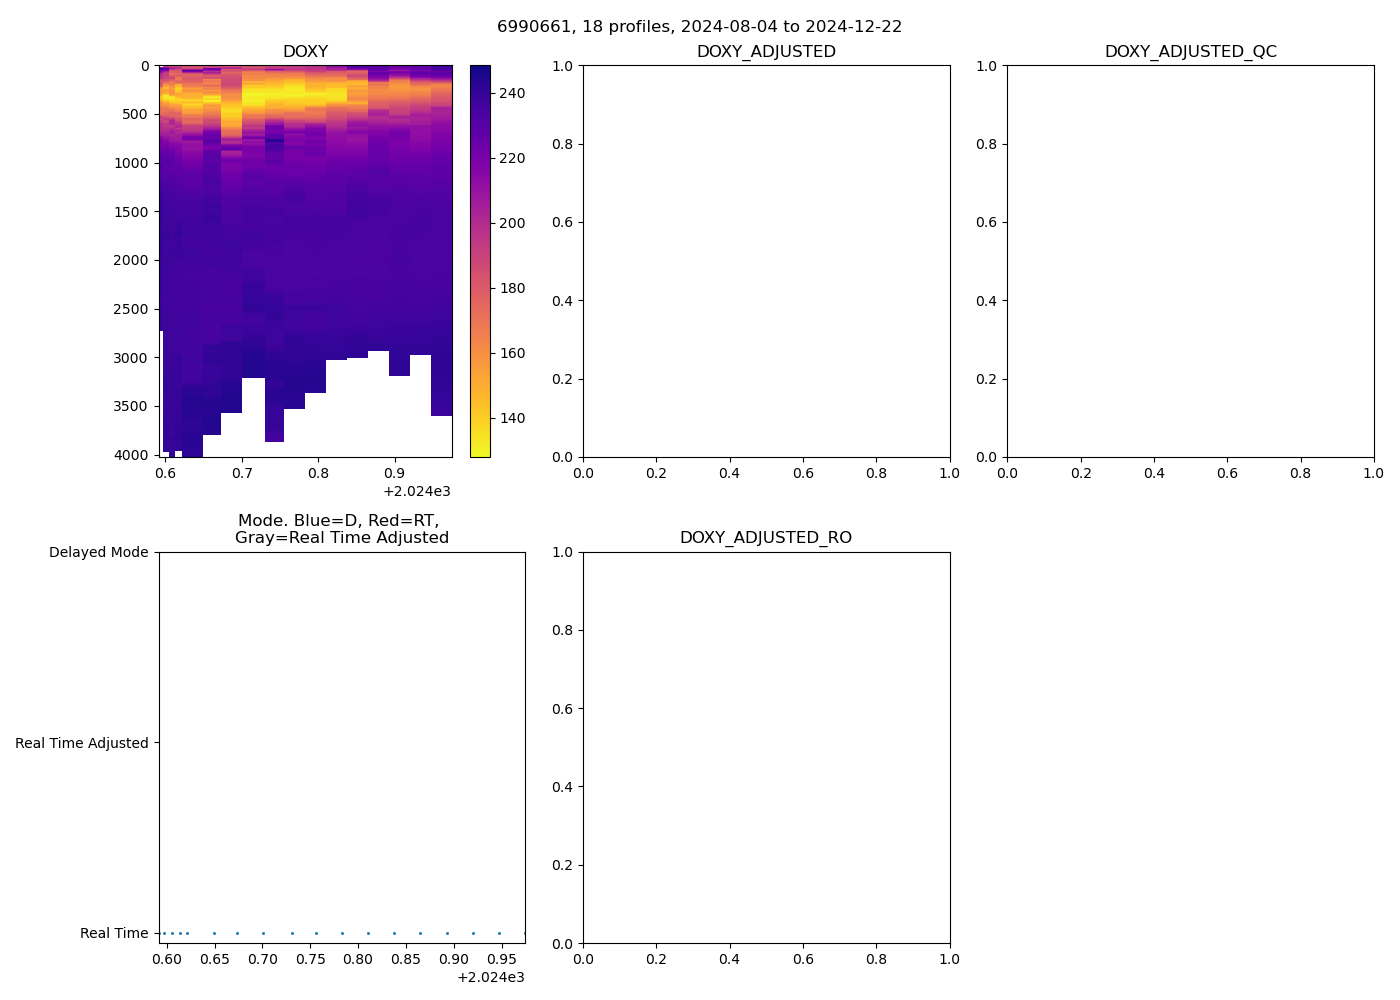 6990661, 18 profiles, 2024-08-04 to 2024-12-22
DOXY
0
500
1000
1500
2000
2500
3000
3500
4000
0.6 0.7 0.8 0.9
+2.024e3
240
220
200
180
160
140
DOXY_ADJUSTED
1.0
0.8
0.6
0.4
0.2
0.0
0.0 0.2 0.4 0.6 0.8 1.0
DOXY_ADJUSTED_QC
1.0
0.8
0.6
0.4
0.2
0.0
0.0 0.2 0.4 0.6 0.8 1.0
Mode. Blue=D, Red=RT,
Gray=Real Time Adjusted
Delayed Mode
Real Time Adjusted
Real Time
0.60 0.65 0.70 0.75 0.80 0.85 0.90 0.95
+2.024e3
DOXY_ADJUSTED_RO
1.0
0.8
0.6
0.4
0.2
0.0
0.0 0.2 0.4 0.6 0.8 1.0